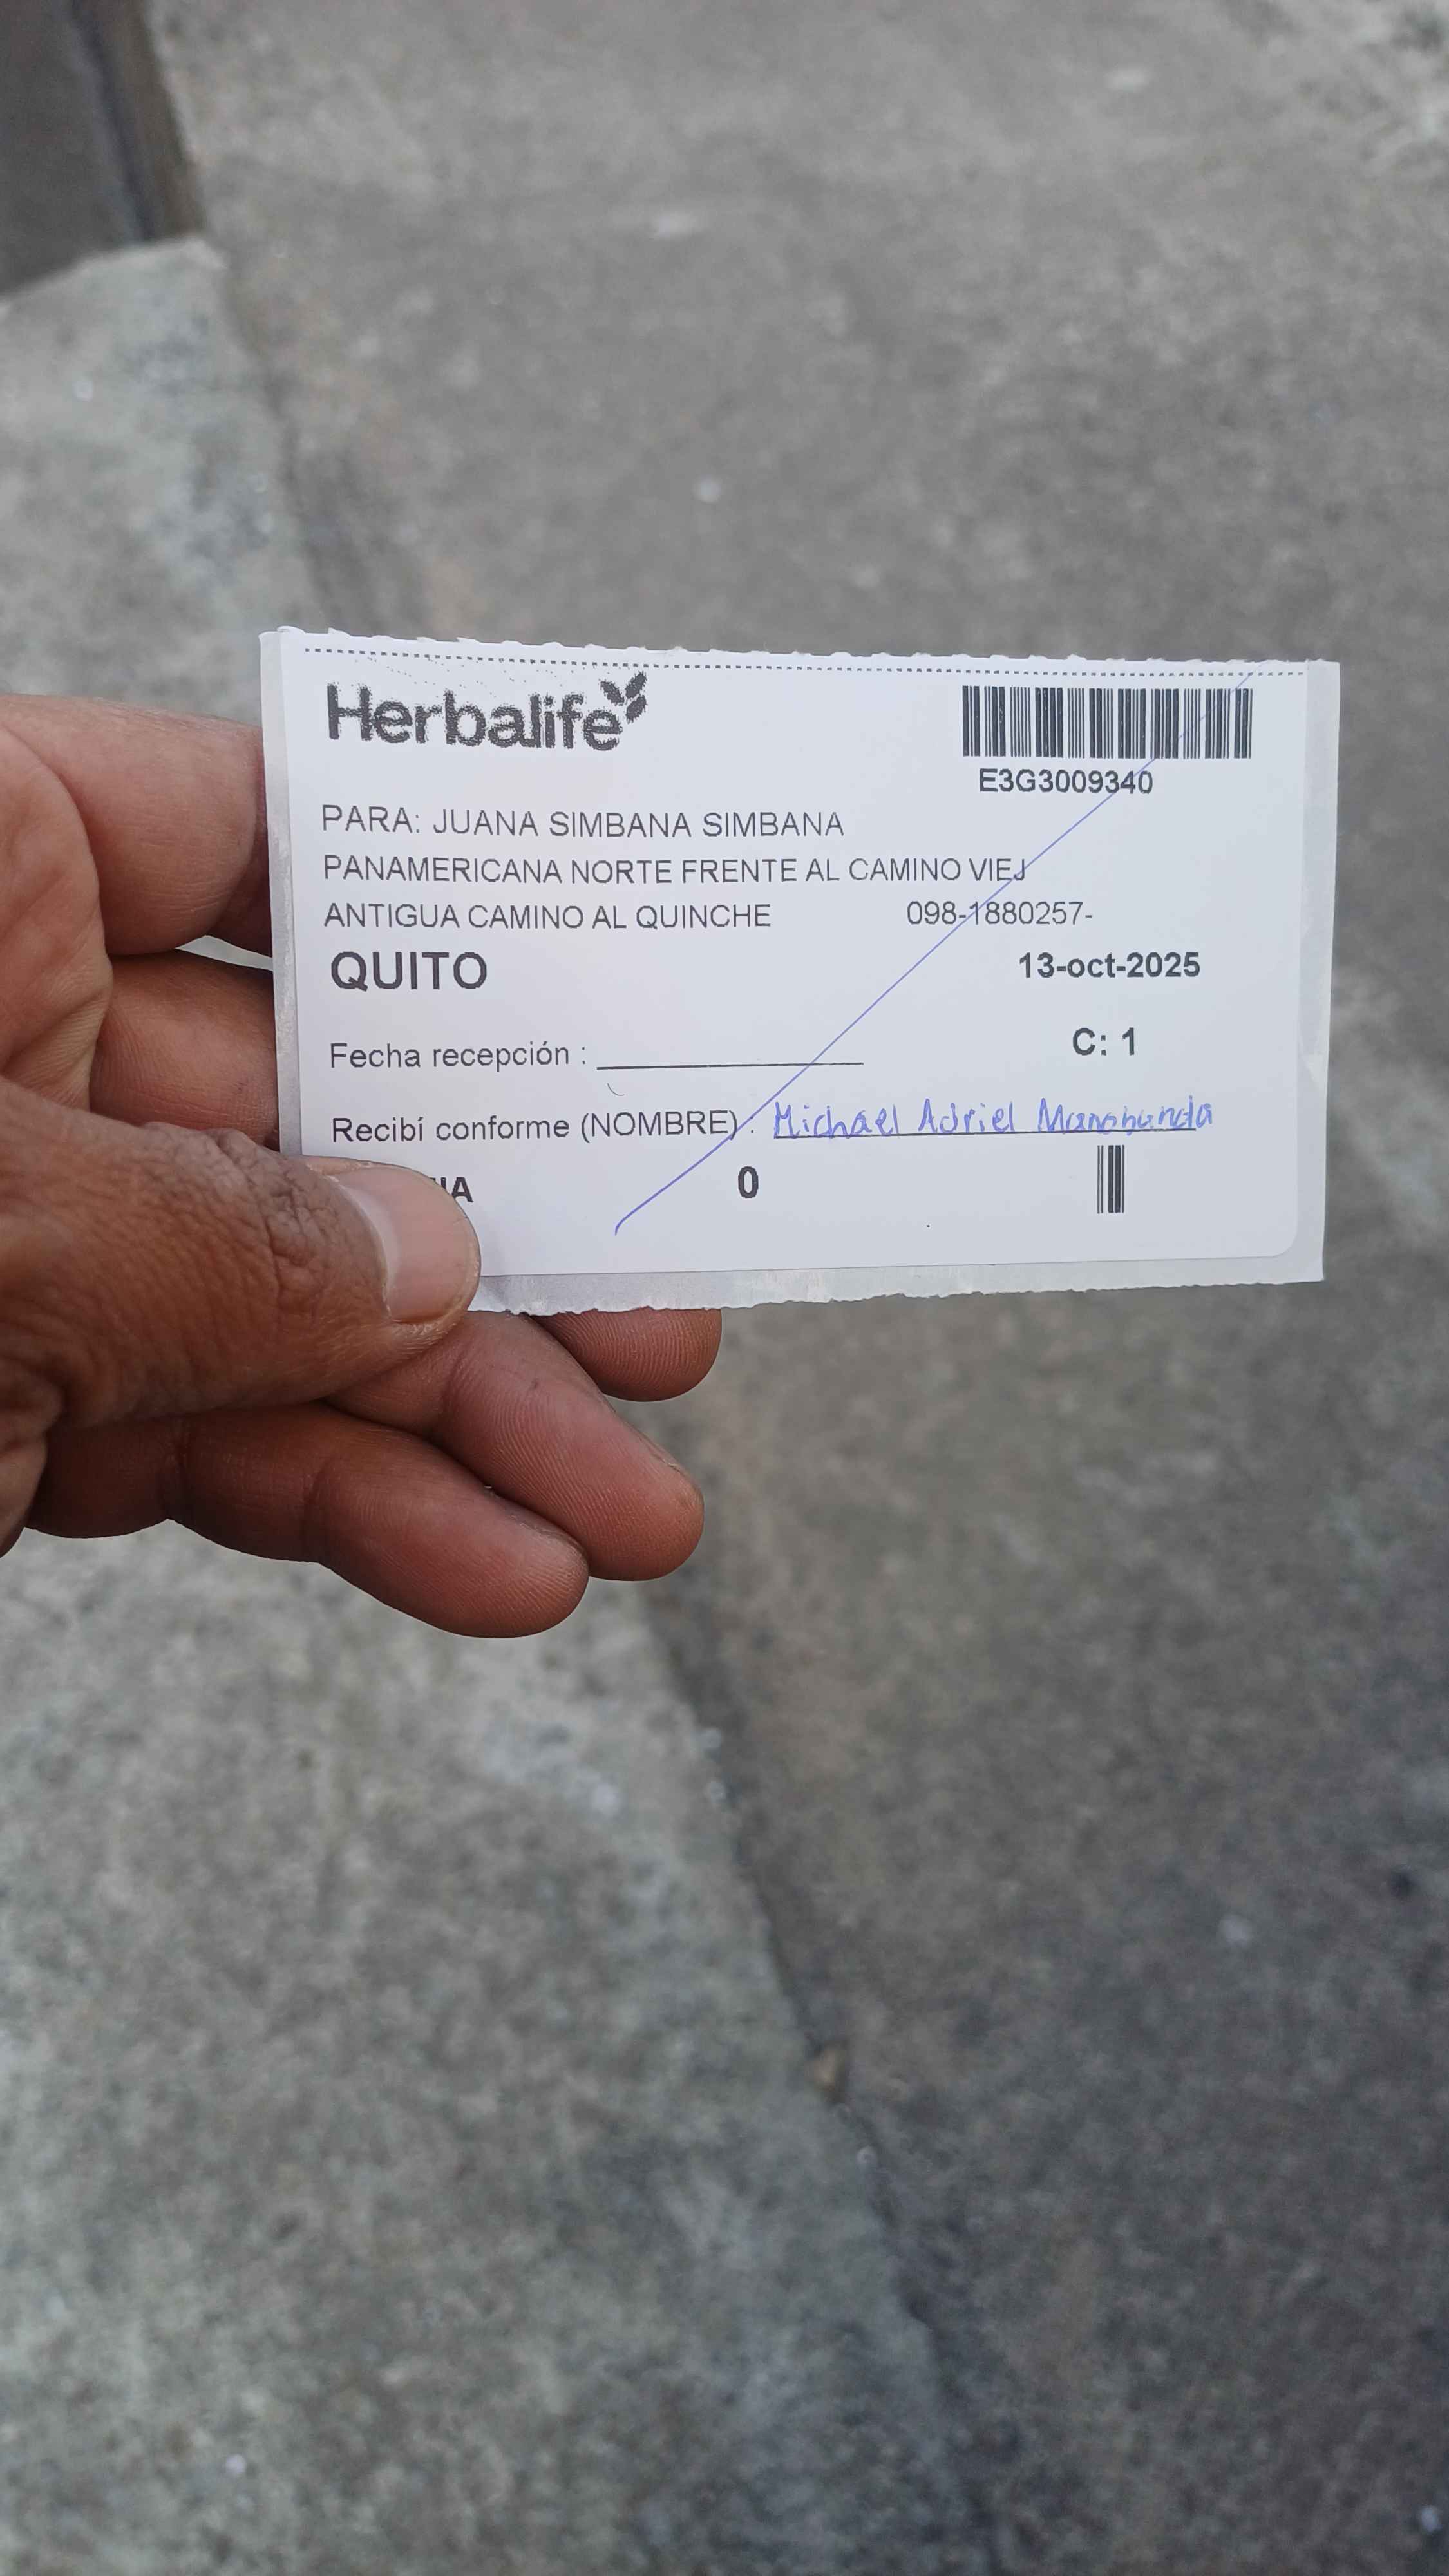 Herbalife
E3G3009340
PARA: JUANA SIMBANA SIMBANA
PANAMERICANA NORTE FRENTE AL CAMINO VIEJ
ANTIGUA CAMINO AL QUINCHE 098-1880257-
QUITO 13-oct-2025
Fecha recepción : C: 1
Recibí conforme (NOMBRE) : Michael Adriel
0